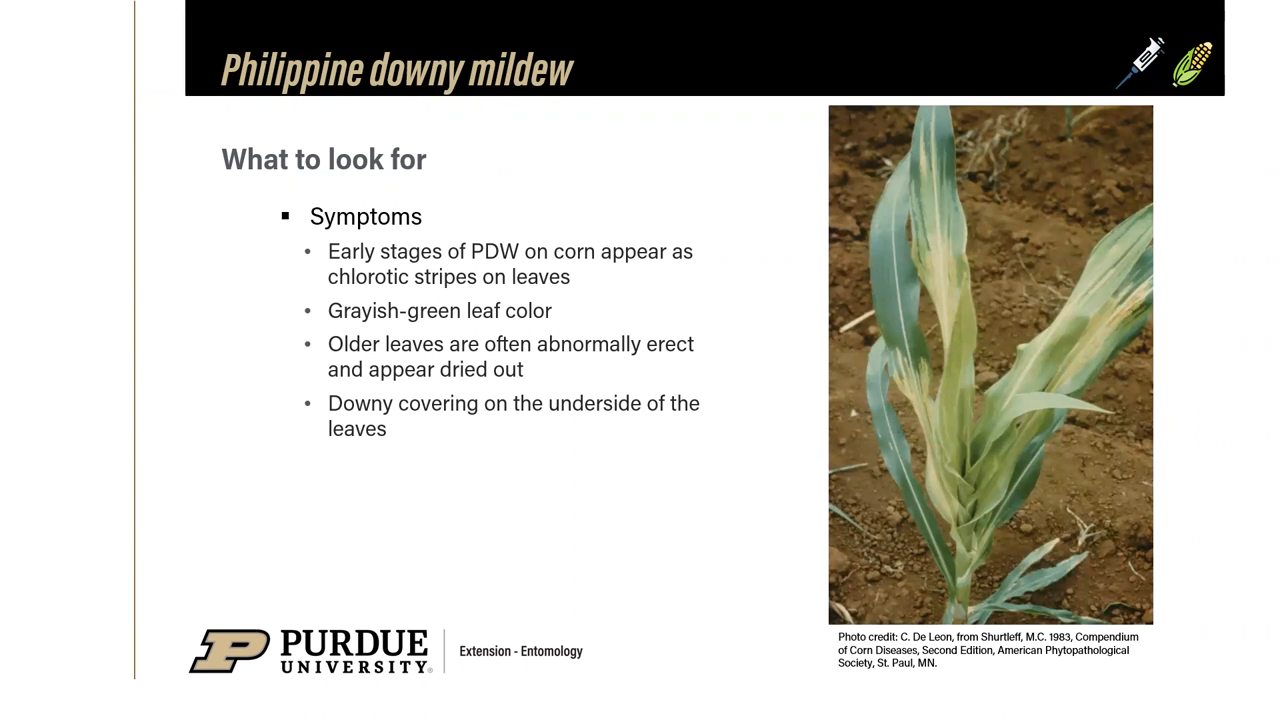 Philippine downy mildew
What to look for
▪ Symptoms
• Early stages of PDW on corn appear as
chlorotic stripes on leaves
• Grayish-green leaf color
• Older leaves are often abnormally erect
and appear dried out
• Downy covering on the underside of the
leaves
Photo credit: C. De Leon, from Shurtleff, M.C. 1983, Compendium
of Corn Diseases, Second Edition, American Phytopathological
Society, St. Paul, MN.
P PURDUE
UNIVERSITY®
Extension - Entomology